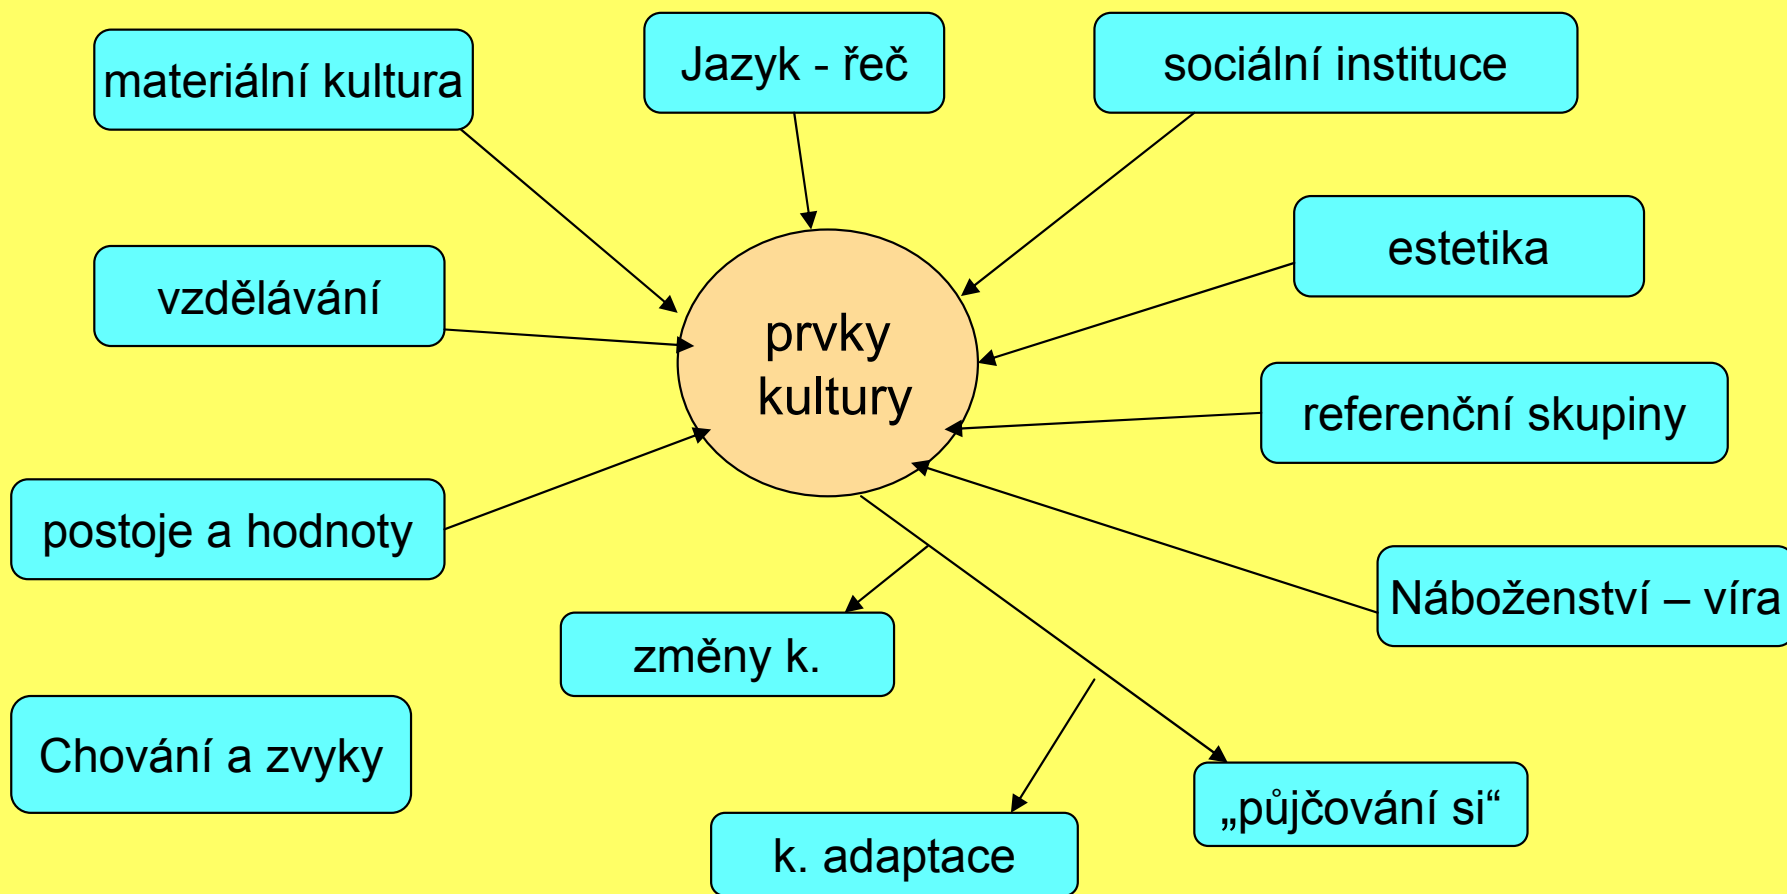 materiální kultura
Jazyk - řeč
sociální instituce
vzdělávání
estetika
prvky
kultury
referenční skupiny
postoje a hodnoty
Náboženství – víra
změny k.
Chování a zvyky
„půjčování si“
k. adaptace